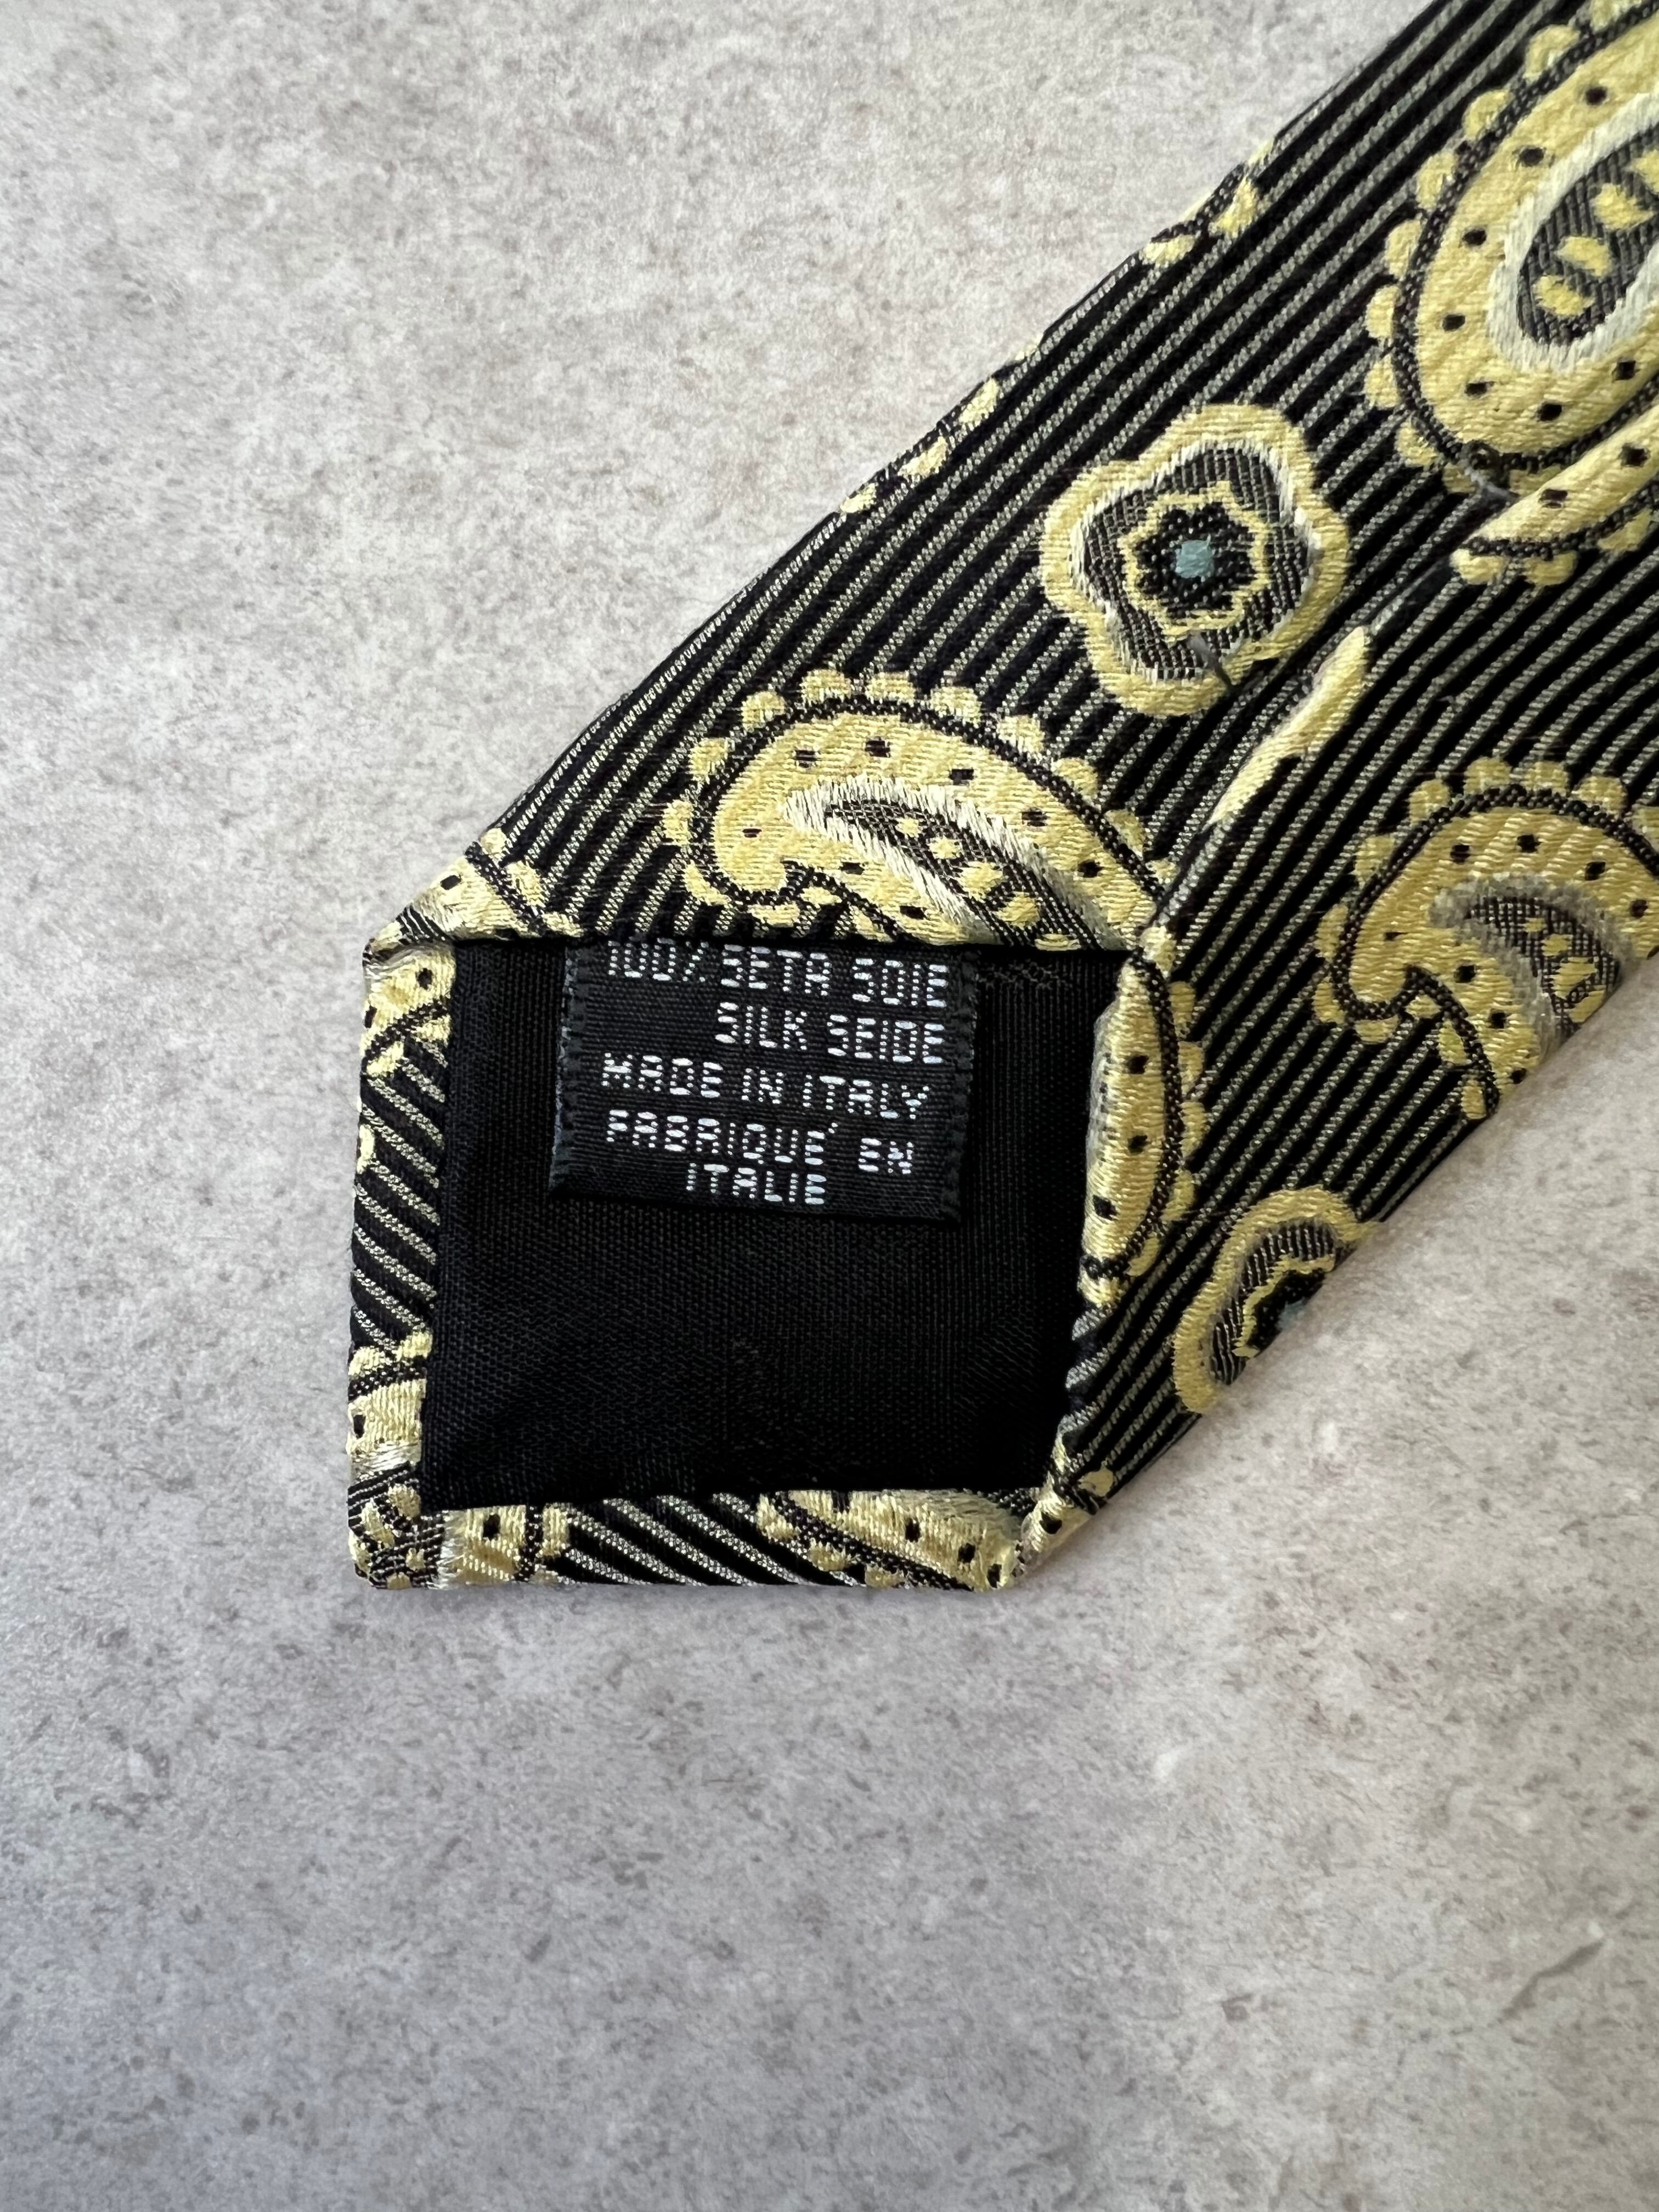 100% SETA SOIE
SILK SEIDE
MADE IN ITALY
FABRIQUE' EN
ITALIE